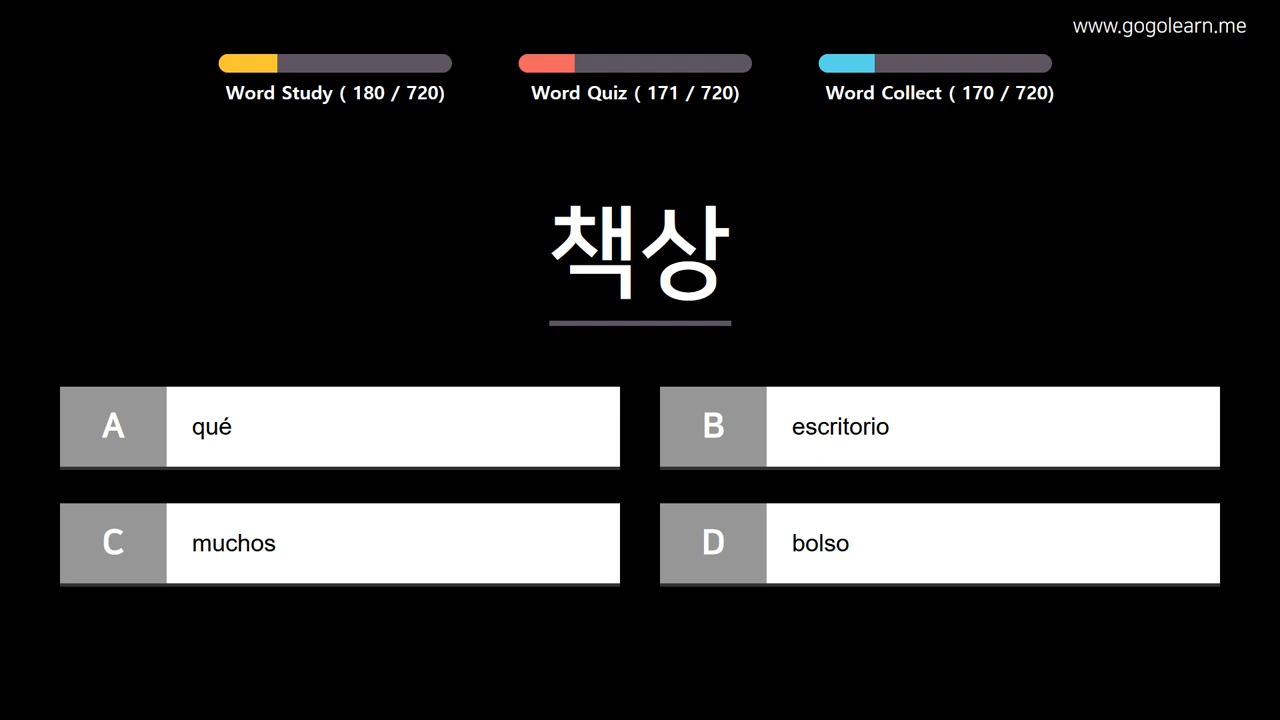 www.gogolearn.me
Word Study ( 180 / 720)
Word Quiz ( 171 / 720)
Word Collect ( 170 / 720)
책상
A qué
B escritorio
C muchos
D bolso